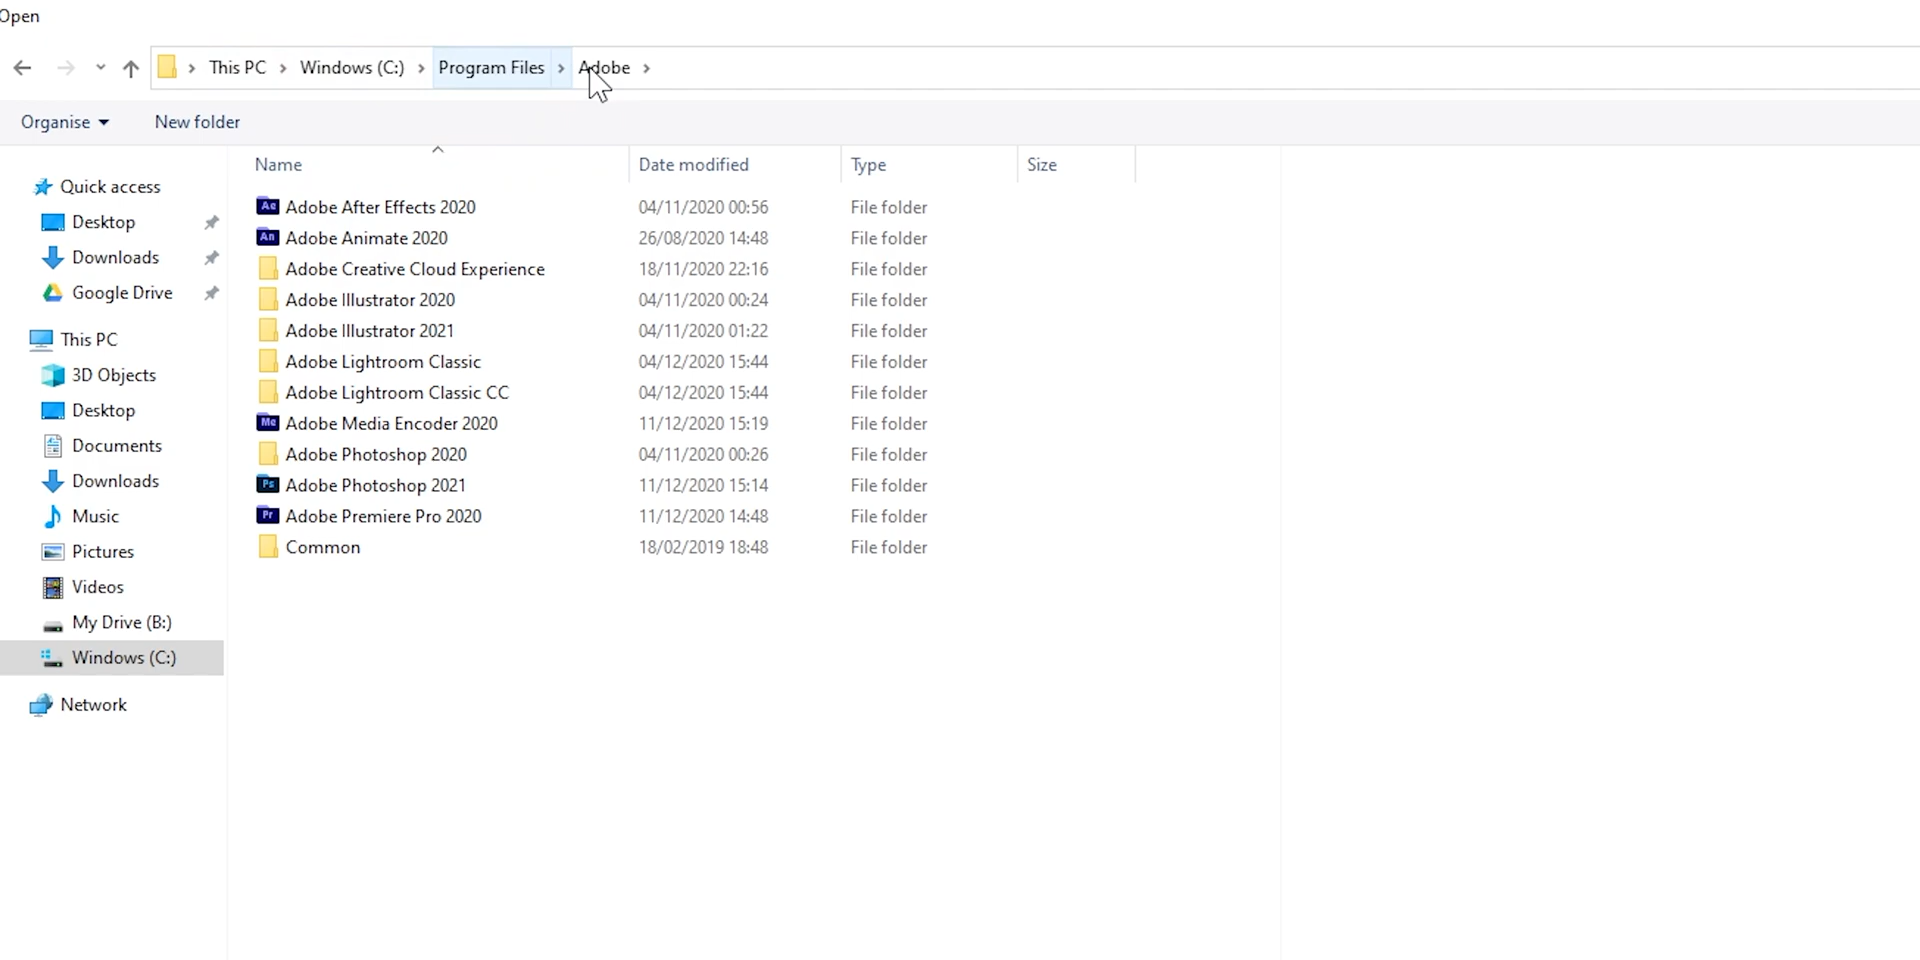 Open
This PC Windows (C:) Program Files Adobe
Organise New folder
Name Date modified Type Size
Quick access
Desktop
Downloads
Google Drive
This PC
3D Objects
Desktop
Documents
Downloads
Music
Pictures
Videos
My Drive (B:)
Windows (C:)
Network
Ae Adobe After Effects 2020 04/11/2020 00:56 File folder
An Adobe Animate 2020 26/08/2020 14:48 File folder
Adobe Creative Cloud Experience 18/11/2020 22:16 File folder
Adobe Illustrator 2020 04/11/2020 00:24 File folder
Adobe Illustrator 2021 04/11/2020 01:22 File folder
Adobe Lightroom Classic 04/12/2020 15:44 File folder
Adobe Lightroom Classic CC 04/12/2020 15:44 File folder
Me Adobe Media Encoder 2020 11/12/2020 15:19 File folder
Adobe Photoshop 2020 04/11/2020 00:26 File folder
Ps Adobe Photoshop 2021 11/12/2020 15:14 File folder
Pr Adobe Premiere Pro 2020 11/12/2020 14:48 File folder
Common 18/02/2019 18:48 File folder